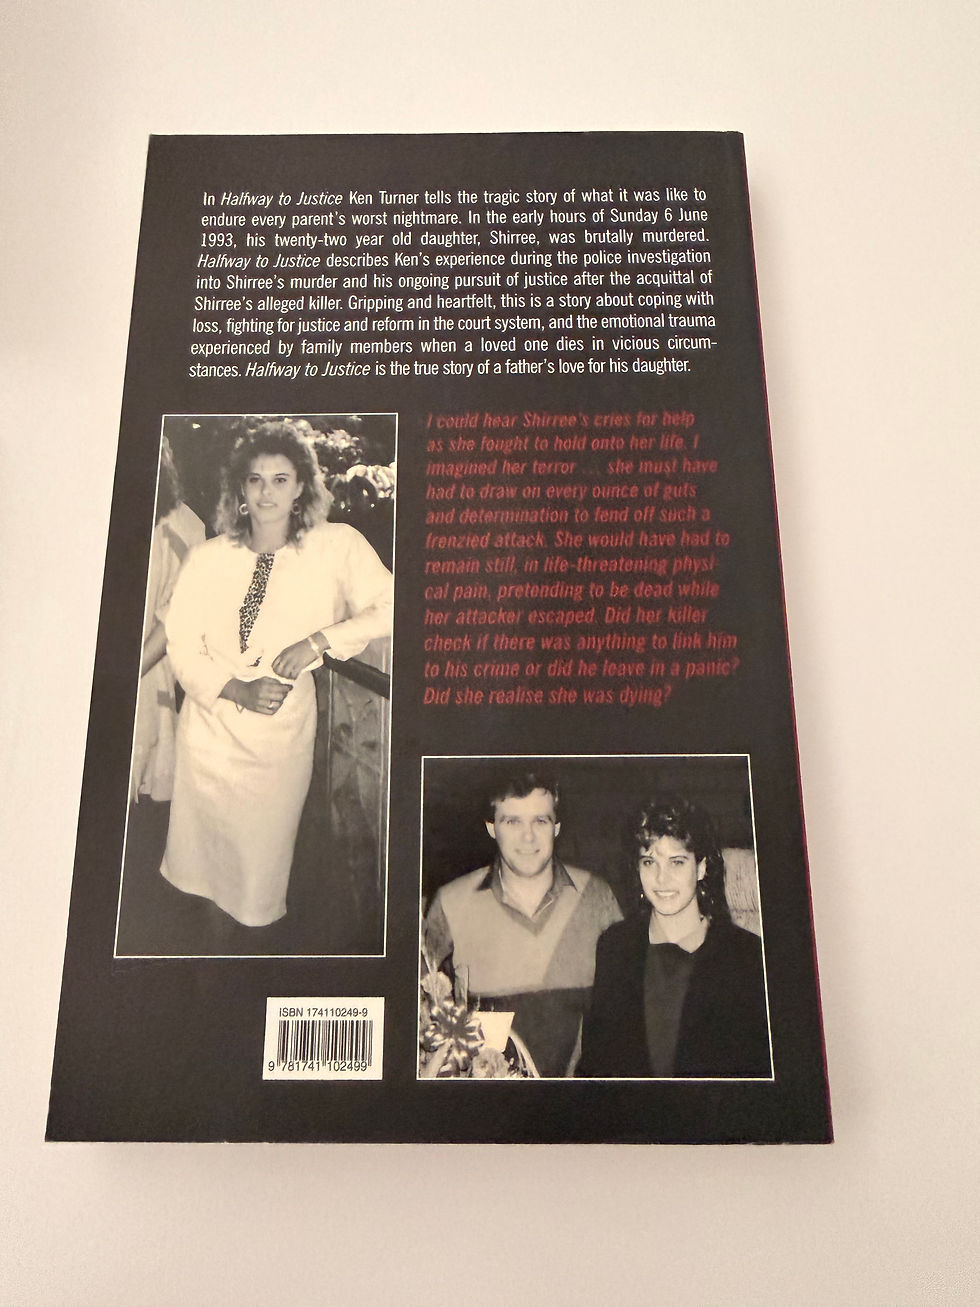 In Halfway to Justice Ken Turner tells the tragic story of what it was like to
endure every parent's worst nightmare. In the early hours of Sunday 6 June
1993, his twenty-two year old daughter, Shirree, was brutally murdered.
Halfway to Justice describes Ken's experience during the police investigation
into Shirree's murder and his ongoing pursuit of justice after the acquittal of
Shirree's alleged killer. Gripping and heartfelt, this is a story about coping with
loss, fighting for justice and reform in the court system, and the emotional trauma
experienced by family members when a loved one dies in vicious circum-
stances. Halfway to Justice is the true story of a father's love for his daughter.
I could hear Shirree's cries for help
as she fought to hold onto her life. I
imagined her terror ... she must have
had to draw on every ounce of guts
and determination to fend off such a
frenzied attack. She would have had to
remain still, in life-threatening physi-
cal pain, pretending to be dead while
her attacker escaped. Did her killer
check if there was anything to link him
to his crime or did he leave in a panic?
Did she realise she was dying?
ISBN 174110249-9
9 781741 102499